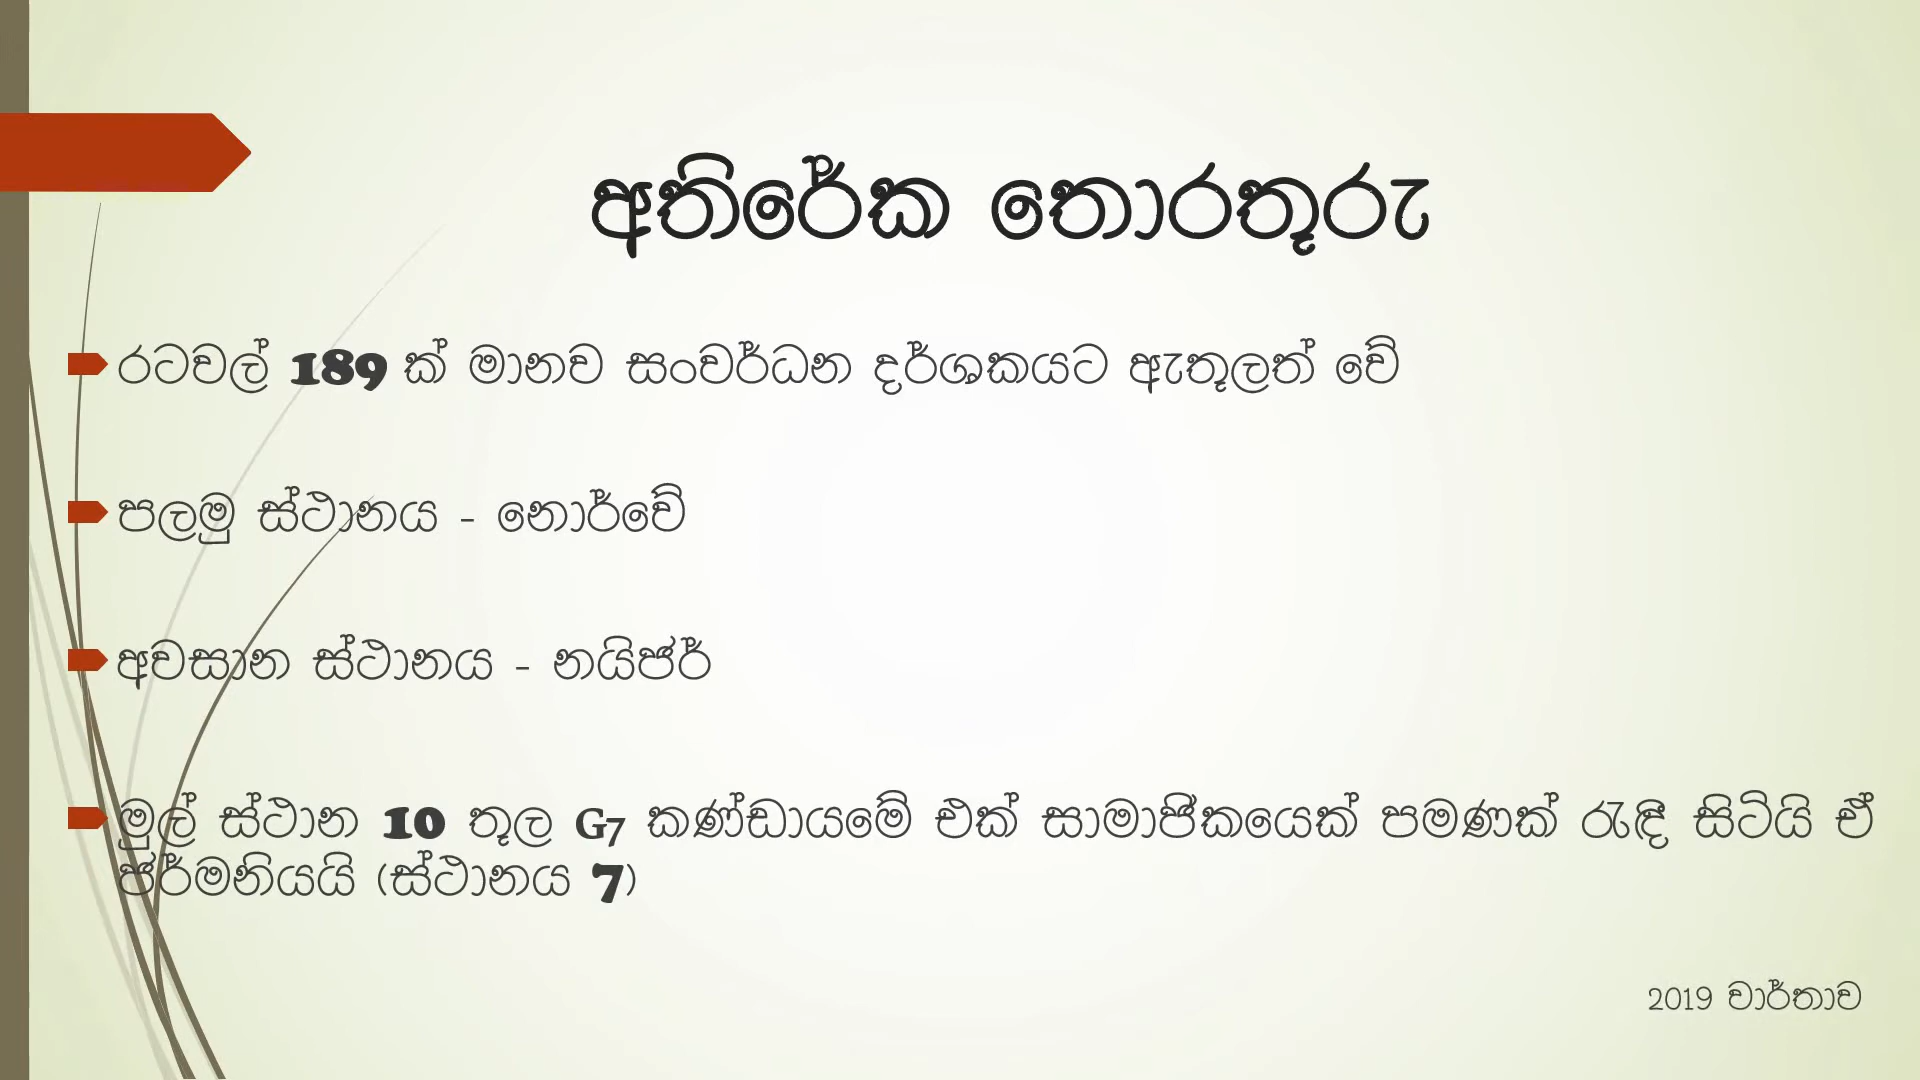 අතිරේක තොරතූරු
රටවල් 189 ක් මානව සංවර්ධන දර්ශකයට ඇතුලත් වේ
පලමු ස්ථානය - නොර්වේ
අවසාන ස්ථානය - නයිජර්
මුල් ස්ථාන 10 තූල G7 කණ්ඩායමේ එක් සාමාජිකයෙක් පමණක් රැඳී සිටියි ඒ
ජර්මනියයි (ස්ථානය 7)
2019 වාර්තාව